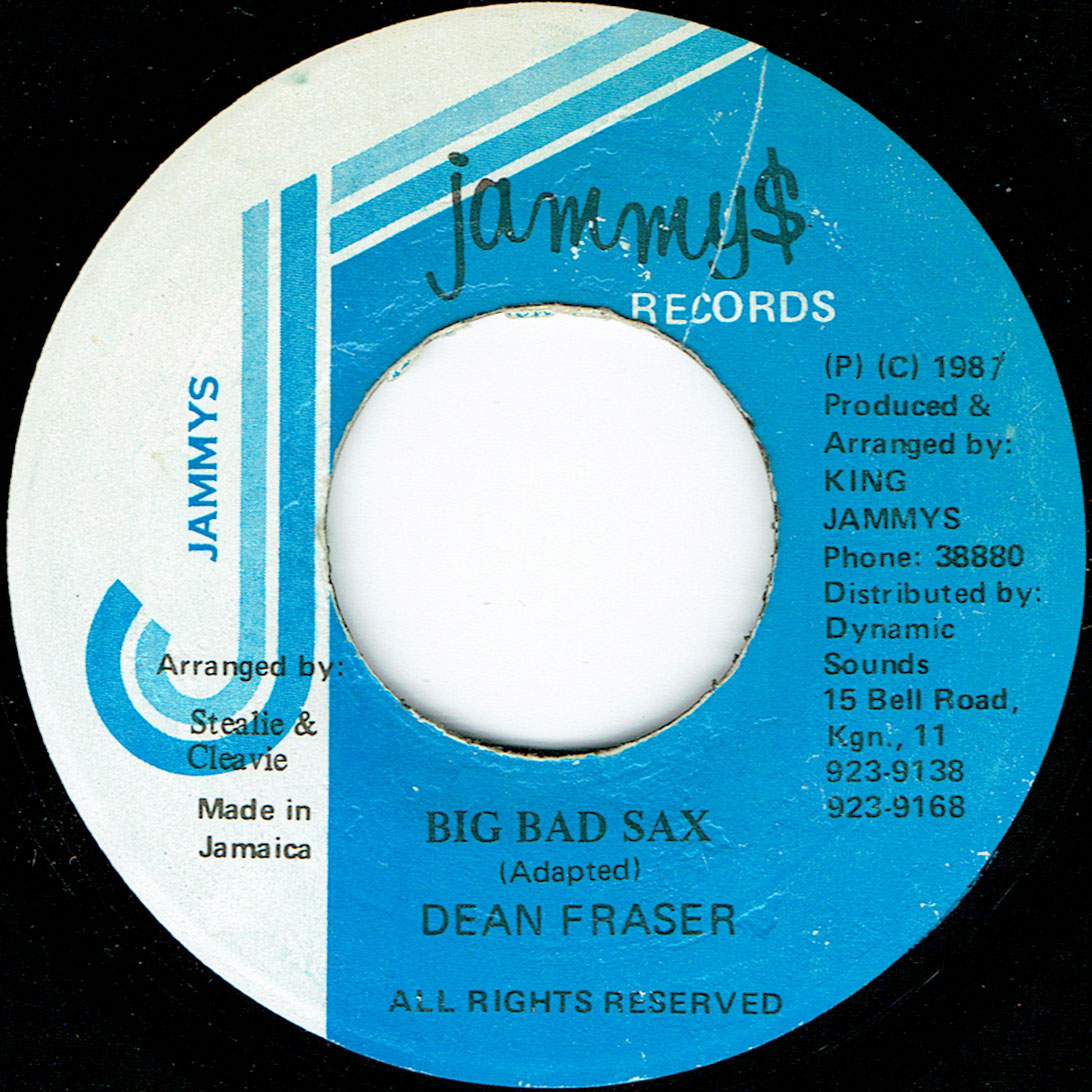 jammy$
RECORDS
JAMMYS
(P) (C) 1987
Produced &
Arranged by:
KING
JAMMYS
Phone: 38880
Distributed by:
Dynamic
Sounds
15 Bell Road,
Kgn., 11
923-9138
923-9168
Arranged by:
Stealie &
Cleavie
Made in
Jamaica
BIG BAD SAX
(Adapted)
DEAN FRASER
ALL RIGHTS RESERVED